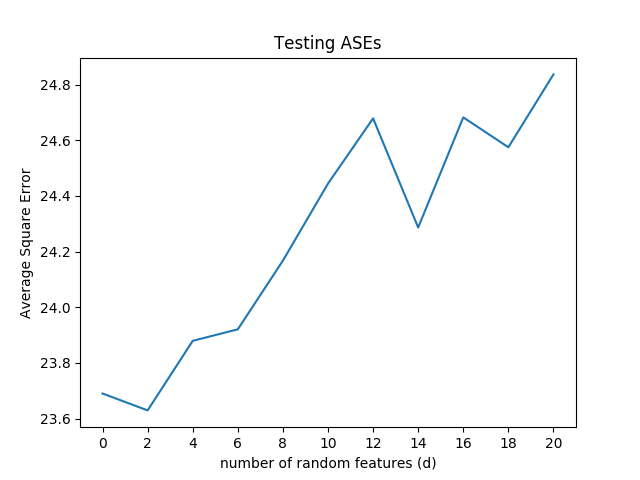 Testing ASEs
Average Square Error
24.8
24.6
24.4
24.2
24.0
23.8
23.6
0 2 4 6 8 10 12 14 16 18 20
number of random features (d)